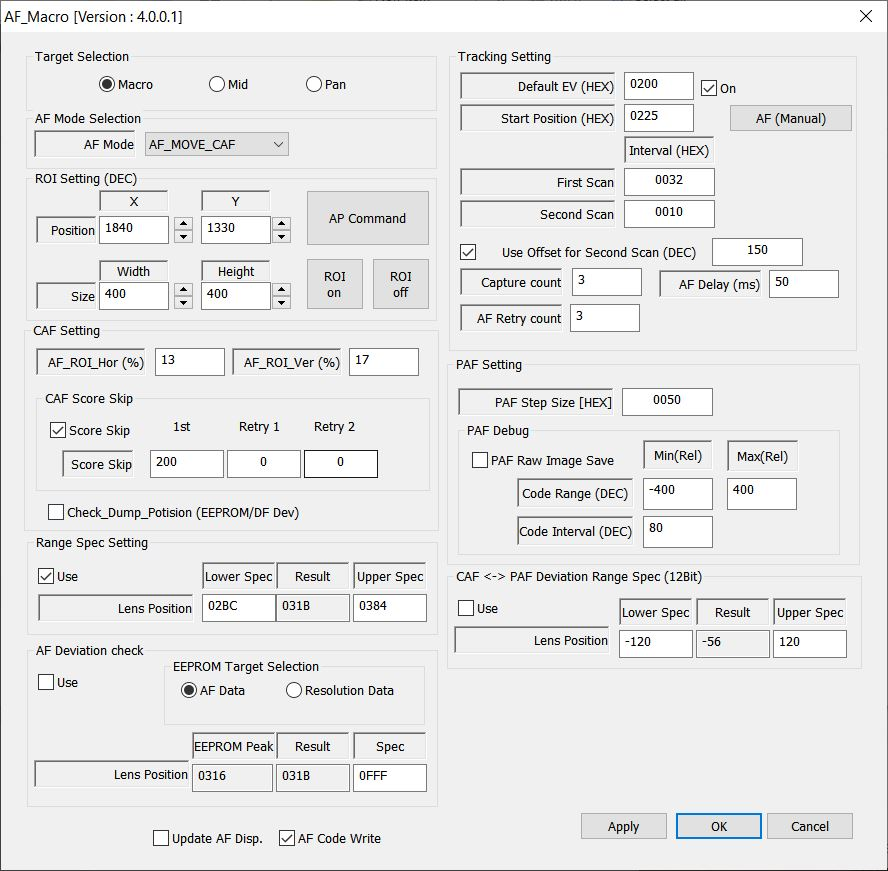 AF_Macro [Version : 4.0.0.1]
Target Selection
Macro Mid Pan
AF Mode Selection
AF Mode AF_MOVE_CAF
ROI Setting (DEC)
X Y
Position 1840 1330
AP Command
Width Height
Size 400 400
ROI on
ROI off
CAF Setting
AF_ROI_Hor (%) 13 AF_ROI_Ver (%) 17
CAF Score Skip
Score Skip 1st Retry 1 Retry 2
Score Skip 200 0 0
Check_Dump_Potision (EEPROM/DF Dev)
Range Spec Setting
Use Lower Spec Result Upper Spec
Lens Position 02BC 031B 0384
AF Deviation check
Use
EEPROM Target Selection
AF Data Resolution Data
EEPROM Peak Result Spec
Lens Position 0316 031B 0FFF
Update AF Disp. AF Code Write
Tracking Setting
Default EV (HEX) 0200 On
Start Position (HEX) 0225 AF (Manual)
Interval (HEX)
First Scan 0032
Second Scan 0010
Use Offset for Second Scan (DEC) 150
Capture count 3 AF Delay (ms) 50
AF Retry count 3
PAF Setting
PAF Step Size [HEX] 0050
PAF Debug
PAF Raw Image Save Min(Rel) Max(Rel)
Code Range (DEC) -400 400
Code Interval (DEC) 80
CAF <-> PAF Deviation Range Spec (12Bit)
Use Lower Spec Result Upper Spec
Lens Position -120 -56 120
Apply OK Cancel